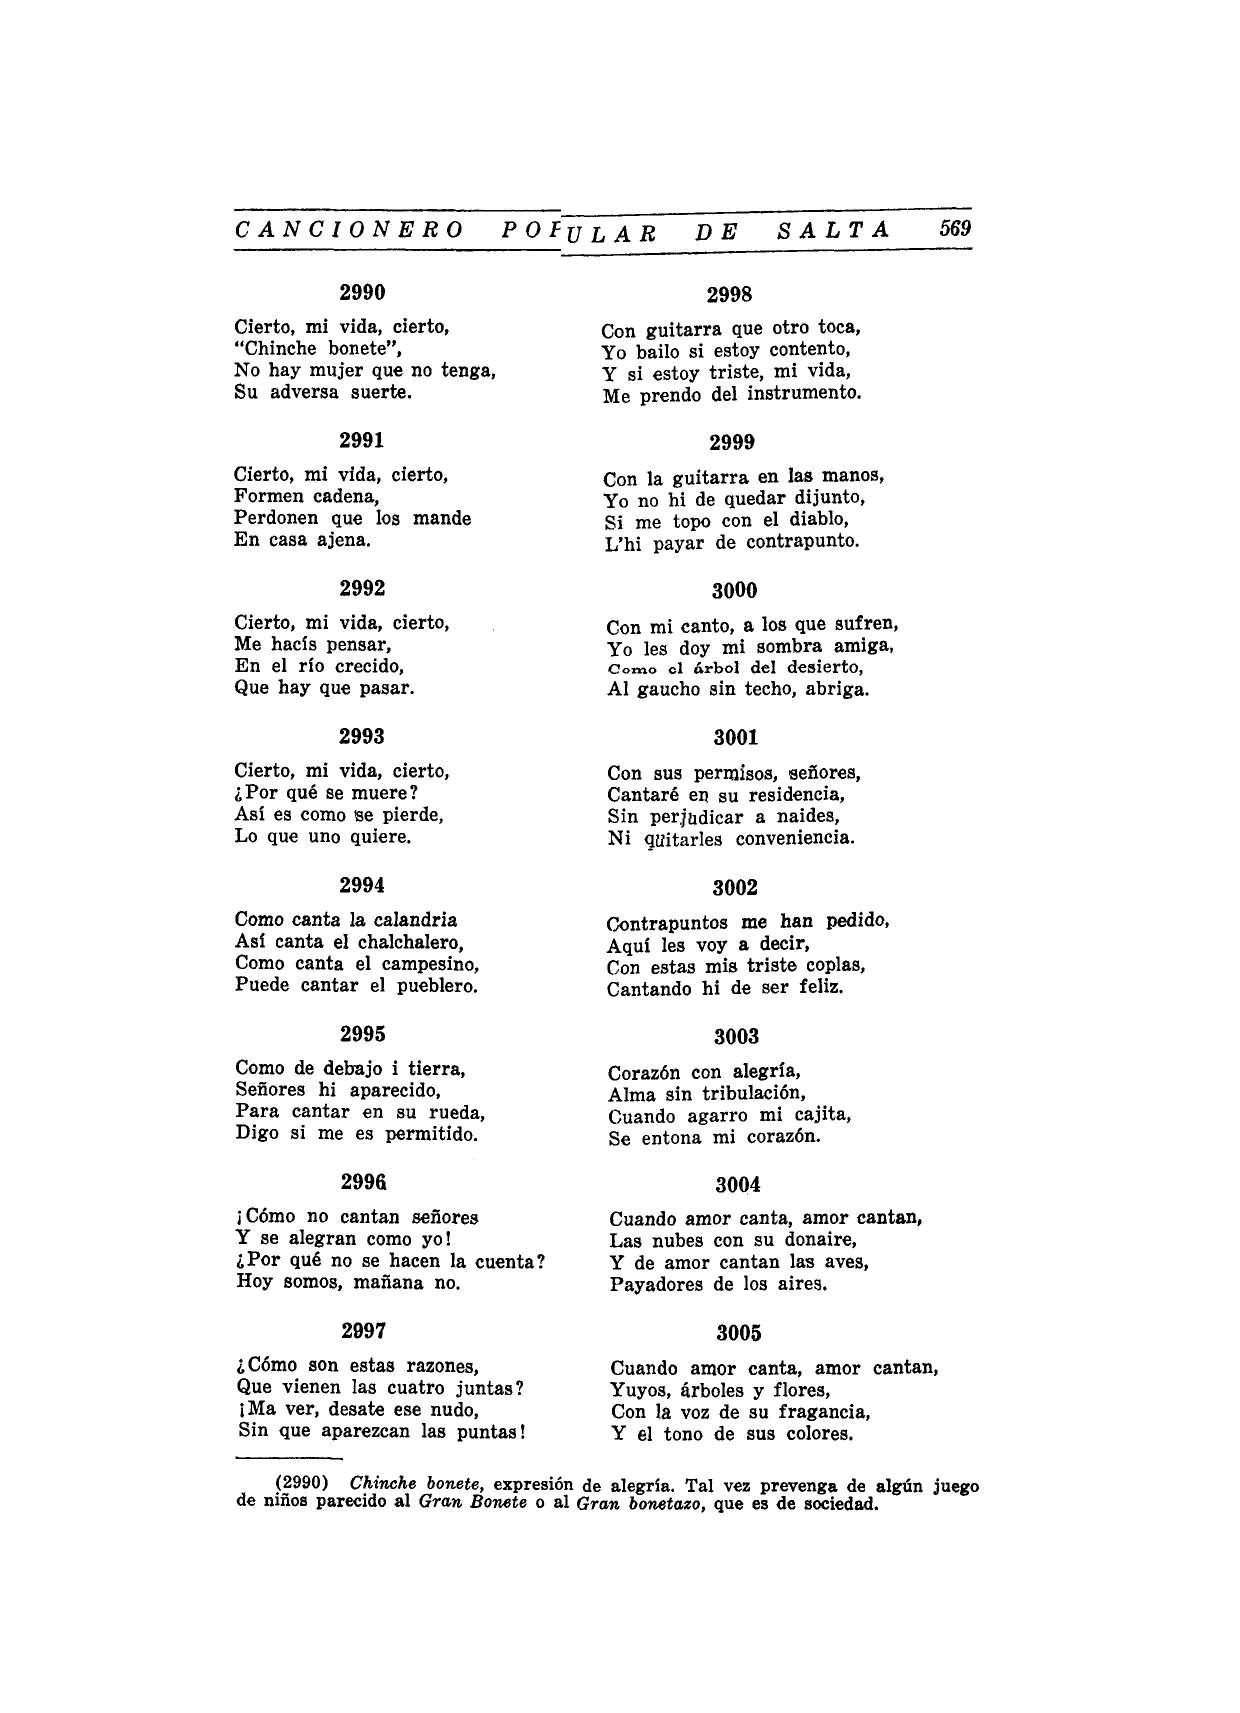 CANCIONERO POPULAR DE SALTA 569
2990
Cierto, mi vida, cierto,
“Chinche bonete”,
No hay mujer que no tenga,
Su adversa suerte.
2991
Cierto, mi vida, cierto,
Formen cadena,
Perdonen que los mande
En casa ajena.
2992
Cierto, mi vida, cierto,
Me hacís pensar,
En el río crecido,
Que hay que pasar.
2993
Cierto, mi vida, cierto,
¿Por qué se muere?
Así es como se pierde,
Lo que uno quiere.
2994
Como canta la calandria
Así canta el chalchalero,
Como canta el campesino,
Puede cantar el pueblero.
2995
Como de debajo i tierra,
Señores hi aparecido,
Para cantar en su rueda,
Digo si me es permitido.
2996
¡Cómo no cantan señores
Y se alegran como yo!
¿Por qué no se hacen la cuenta?
Hoy somos, mañana no.
2997
¿Cómo son estas razones,
Que vienen las cuatro juntas?
¡Ma ver, desate ese nudo,
Sin que aparezcan las puntas!
2998
Con guitarra que otro toca,
Yo bailo si estoy contento,
Y si estoy triste, mi vida,
Me prendo del instrumento.
2999
Con la guitarra en las manos,
Yo no hi de quedar dijunto,
Si me topo con el diablo,
L’hi payar de contrapunto.
3000
Con mi canto, a los que sufren,
Yo les doy mi sombra amiga,
Como el árbol del desierto,
Al gaucho sin techo, abriga.
3001
Con sus permisos, señores,
Cantaré en su residencia,
Sin perjudicar a naides,
Ni quitarles conveniencia.
3002
Contrapuntos me han pedido,
Aquí les voy a decir,
Con estas mis triste coplas,
Cantando hi de ser feliz.
3003
Corazón con alegría,
Alma sin tribulación,
Cuando agarro mi cajita,
Se entona mi corazón.
3004
Cuando amor canta, amor cantan,
Las nubes con su donaire,
Y de amor cantan las aves,
Payadores de los aires.
3005
Cuando amor canta, amor cantan,
Yuyos, árboles y flores,
Con la voz de su fragancia,
Y el tono de sus colores.
(2990) Chinche bonete, expresión de alegría. Tal vez prevenga de algún juego
de niños parecido al Gran Bonete o al Gran bonetazo, que es de sociedad.